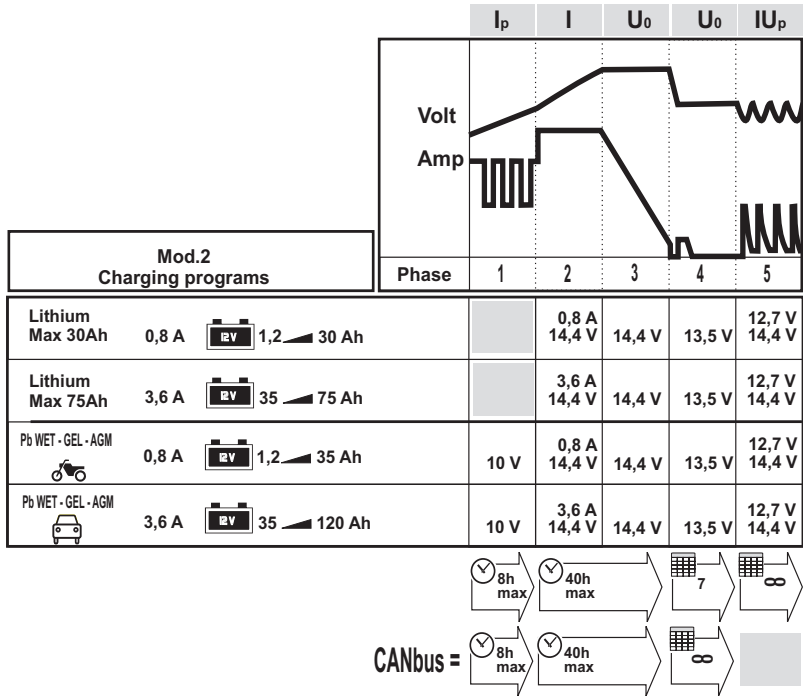 Ip I U0 U0 IUp
Volt
Amp
Mod.2
Charging programs
Phase 1 2 3 4 5
Lithium
Max 30Ah 0,8 A 12V 1,2 30 Ah 0,8 A 14,4 V 14,4 V 13,5 V 12,7 V 14,4 V
Lithium
Max 75Ah 3,6 A 12V 35 75 Ah 3,6 A 14,4 V 14,4 V 13,5 V 12,7 V 14,4 V
Pb WET - GEL - AGM
0,8 A 12V 1,2 35 Ah 10 V 0,8 A 14,4 V 14,4 V 13,5 V 12,7 V 14,4 V
Pb WET - GEL - AGM
3,6 A 12V 35 120 Ah 10 V 3,6 A 14,4 V 14,4 V 13,5 V 12,7 V 14,4 V
8h max 40h max 7 ∞
CANbus = 8h max 40h max ∞